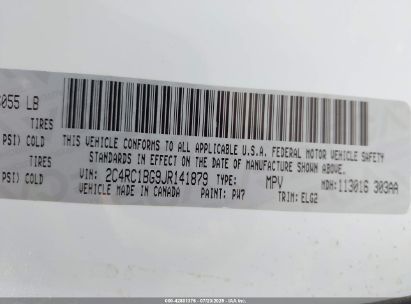 6055 LB
TIRES
PSI) COLD
THIS VEHICLE CONFORMS TO ALL APPLICABLE U.S.A. FEDERAL MOTOR VEHICLE SAFETY
TIRES
STANDARDS IN EFFECT ON THE DATE OF MANUFACTURE SHOWN ABOVE.
PSI) COLD
VIN: 2C4RC1BG9JR141879 TYPE: MPV MDH: 113016 303AA
VEHICLE MADE IN CANADA PAINT: PW7 TRIM: ELG2